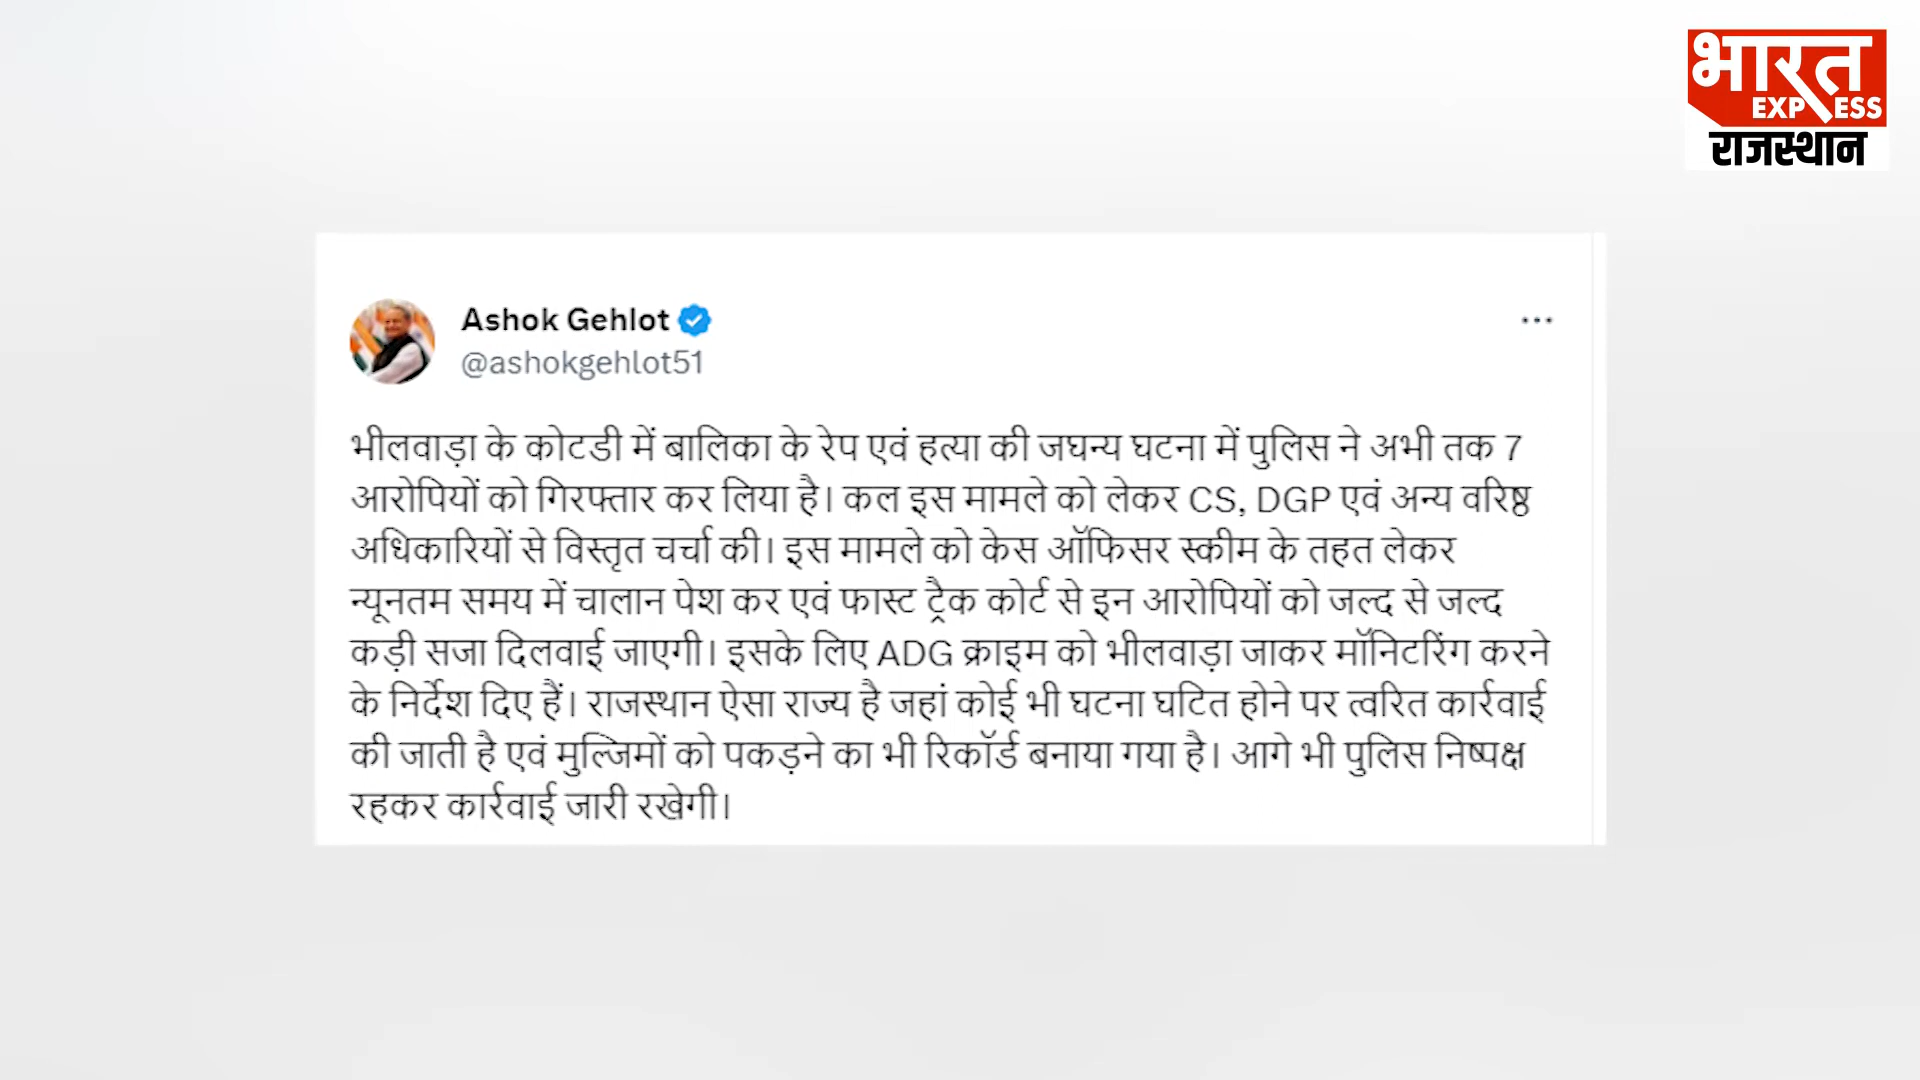 भारत
EXPRESS
राजस्थान
Ashok Gehlot
@ashokgehlot51
भीलवाड़ा के कोटडी में बालिका के रेप एवं हत्या की जघन्य घटना में पुलिस ने अभी तक 7
आरोपियों को गिरफ्तार कर लिया है। कल इस मामले को लेकर CS, DGP एवं अन्य वरिष्ठ
अधिकारियों से विस्तृत चर्चा की। इस मामले को केस ऑफिसर स्कीम के तहत लेकर
न्यूनतम समय में चालान पेश कर एवं फास्ट ट्रैक कोर्ट से इन आरोपियों को जल्द से जल्द
कड़ी सजा दिलवाई जाएगी। इसके लिए ADG क्राइम को भीलवाड़ा जाकर मॉनिटरिंग करने
के निर्देश दिए हैं। राजस्थान ऐसा राज्य है जहां कोई भी घटना घटित होने पर त्वरित कार्रवाई
की जाती है एवं मुल्जिमों को पकड़ने का भी रिकॉर्ड बनाया गया है। आगे भी पुलिस निष्पक्ष
रहकर कार्रवाई जारी रखेगी।